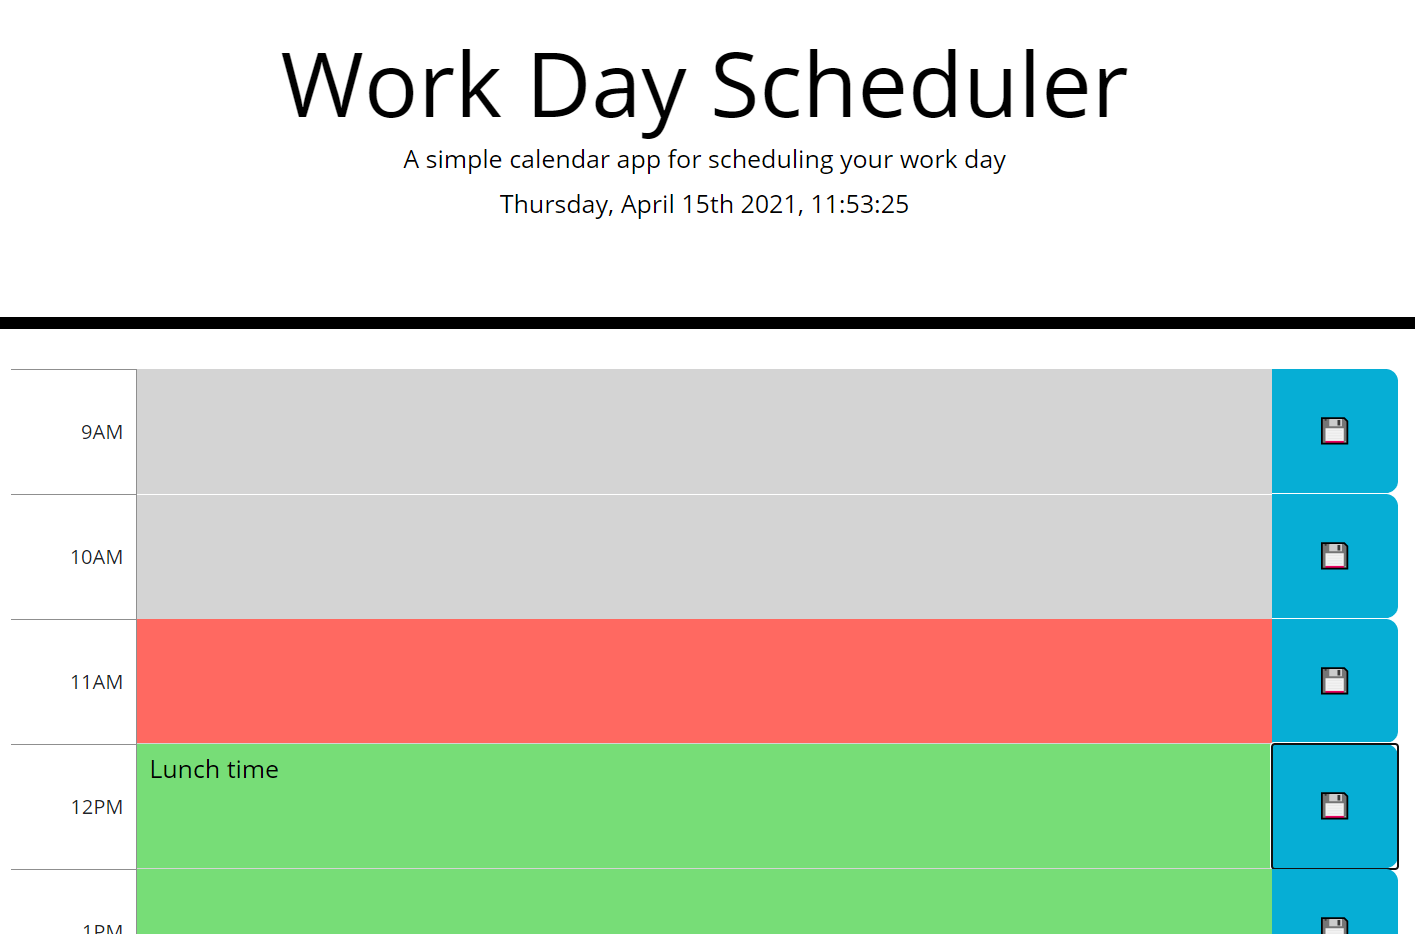 Work Day Scheduler
A simple calendar app for scheduling your work day
Thursday, April 15th 2021, 11:53:25
9AM
10AM
11AM
Lunch time
12PM
1PM